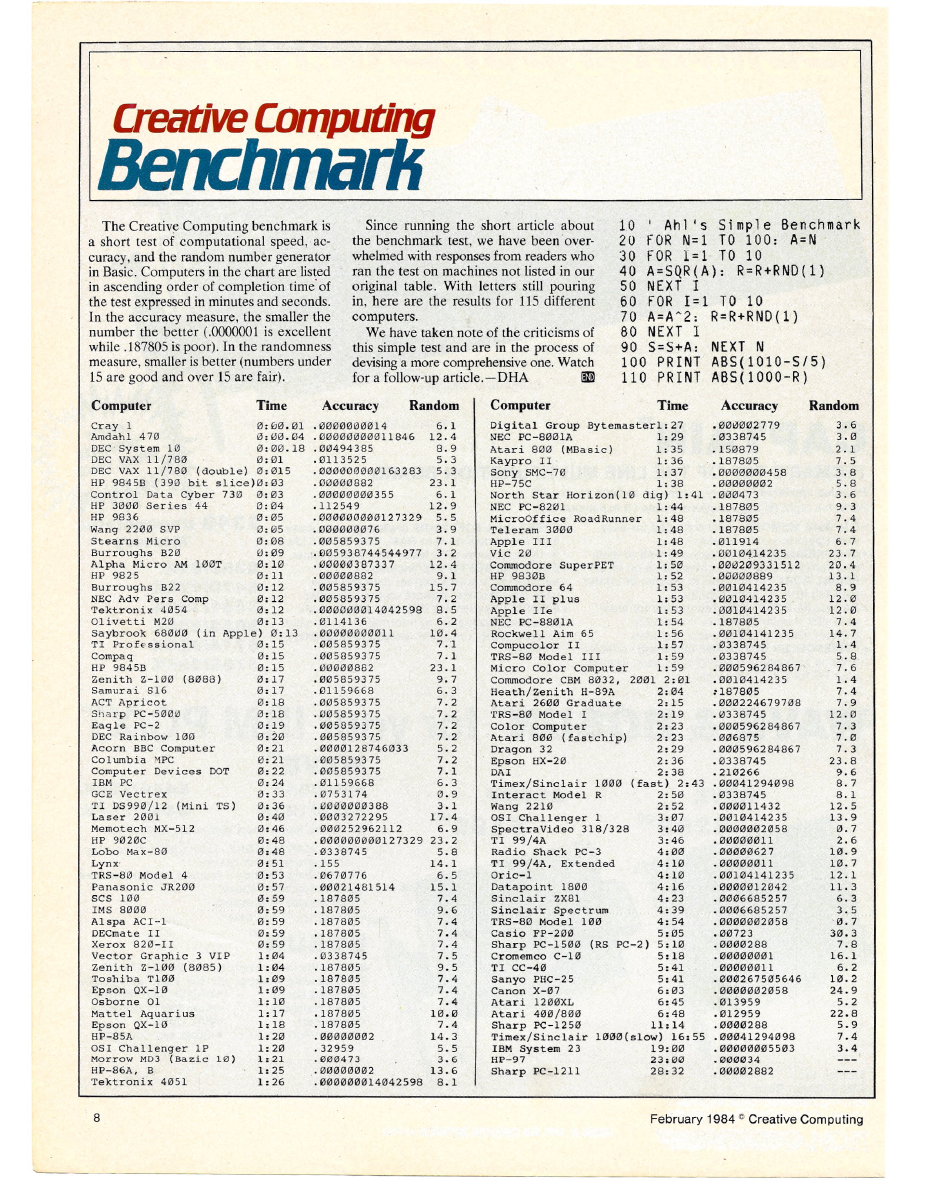 Creative Computing
Benchmark
The Creative Computing benchmark is
a short test of computational speed, ac-
curacy, and the random number generator
in Basic. Computers in the chart are listed
in ascending order of completion time of
the test expressed in minutes and seconds.
In the accuracy measure, the smaller the
number the better (.0000001 is excellent
while .187805 is poor). In the randomness
measure, smaller is better (numbers under
15 are good and over 15 are fair).
Since running the short article about
the benchmark test, we have been over-
whelmed with responses from readers who
ran the test on machines not listed in our
original table. With letters still pouring
in, here are the results for 115 different
computers.
We have taken note of the criticisms of
this simple test and are in the process of
devising a more comprehensive one. Watch
for a follow-up article.—DHA END
10 ' Ahl's Simple Benchmark
20 FOR N=1 TO 100: A=N
30 FOR I=1 TO 10
40 A=SQR(A): R=R+RND(1)
50 NEXT I
60 FOR I=1 TO 10
70 A=A^2: R=R+RND(1)
80 NEXT I
90 S=S+A: NEXT N
100 PRINT ABS(1010-S/5)
110 PRINT ABS(1000-R)
Computer Time Accuracy Random
Cray 1 0:00.01 .0000000014 6.1
Amdahl 470 0:00.04 .00000000011846 12.4
DEC System 10 0:00.18 .00494385 8.9
DEC VAX 11/780 0:01 .0113525 5.3
DEC VAX 11/780 (double) 0:015 .000000000163283 5.3
HP 9845B (390 bit slice)0:03 .00000882 23.1
Control Data Cyber 730 0:03 .00000000355 6.1
HP 3000 Series 44 0:04 .112549 12.9
HP 9836 0:05 .000000000127329 5.5
Wang 2200 SVP 0:05 .000000076 3.9
Stearns Micro 0:08 .005859375 7.1
Burroughs B20 0:09 .005938744544977 3.2
Alpha Micro AM 100T 0:10 .00000387337 12.4
HP 9825 0:11 .00000882 9.1
Burroughs B22 0:12 .005859375 15.7
NEC Adv Pers Comp 0:12 .005859375 7.2
Tektronix 4054 0:12 .000000014042598 8.5
Olivetti M20 0:13 .0114136 6.2
Saybrook 68000 (in Apple) 0:13 .00000000011 10.4
TI Professional 0:15 .005859375 7.1
Compaq 0:15 .005859375 7.1
HP 9845B 0:15 .00000882 23.1
Zenith Z-100 (8088) 0:17 .005859375 9.7
Samurai S16 0:17 .01159668 6.3
ACT Apricot 0:18 .005859375 7.2
Sharp PC-5000 0:18 .005859375 7.2
Eagle PC-2 0:19 .005859375 7.2
DEC Rainbow 100 0:20 .005859375 7.2
Acorn BBC Computer 0:21 .0000128746033 5.2
Columbia MPC 0:21 .005859375 7.2
Computer Devices DOT 0:22 .005859375 7.1
IBM PC 0:24 .01159668 6.3
GCE Vectrex 0:33 .0753174 0.9
TI DS990/12 (Mini TS) 0:36 .0000000388 3.1
Laser 2001 0:40 .0003272295 17.4
Memotech MX-512 0:46 .000252962112 6.9
HP 9020C 0:48 .000000000127329 23.2
Lobo Max-80 0:48 .0338745 5.8
Lynx 0:51 .155 14.1
TRS-80 Model 4 0:53 .0670776 6.5
Panasonic JR200 0:57 .00021481514 15.1
SCS 100 0:59 .187805 7.4
IMS 8000 0:59 .187805 9.6
Alspa ACI-1 0:59 .187805 7.4
DECmate II 0:59 .187805 7.4
Xerox 820-II 0:59 .187805 7.4
Vector Graphic 3 VIP 1:04 .0338745 7.5
Zenith Z-100 (8085) 1:04 .187805 9.5
Toshiba T100 1:09 .187805 7.4
Epson QX-10 1:09 .187805 7.4
Osborne 01 1:10 .187805 7.4
Mattel Aquarius 1:17 .187805 10.0
Epson QX-10 1:18 .187805 7.4
HP-85A 1:20 .00000002 14.3
OSI Challenger 1P 1:20 .32959 5.5
Morrow MD3 (Bazic 10) 1:21 .000473 3.6
HP-86A, B 1:25 .00000002 13.6
Tektronix 4051 1:26 .000000014042598 8.1
Computer Time Accuracy Random
Digital Group Bytemaster1:27 .000002779 3.6
NEC PC-8001A 1:29 .0338745 3.0
Atari 800 (MBasic) 1:35 .150879 2.1
Kaypro II 1:36 .187805 7.5
Sony SMC-70 1:37 .0000000458 3.8
HP-75C 1:38 .00000002 5.8
North Star Horizon(10 dig) 1:41 .000473 3.6
NEC PC-8201 1:44 .187805 9.3
MicroOffice RoadRunner 1:48 .187805 7.4
Teleram 3000 1:48 .187805 7.4
Apple III 1:48 .011914 6.7
Vic 20 1:49 .0010414235 23.7
Commodore SuperPET 1:50 .000209331512 20.4
HP 9830B 1:52 .00000889 13.1
Commodore 64 1:53 .0010414235 8.9
Apple II plus 1:53 .0010414235 12.0
Apple IIe 1:53 .0010414235 12.0
NEC PC-8801A 1:54 .187805 7.4
Rockwell Aim 65 1:56 .00104141235 14.7
Compucolor II 1:57 .0338745 1.4
TRS-80 Model III 1:59 .0338745 5.8
Micro Color Computer 1:59 .000596284867 7.6
Commodore CBM 8032, 2001 2:01 .0010414235 1.4
Heath/Zenith H-89A 2:04 .187805 7.4
Atari 2600 Graduate 2:15 .000224679708 7.9
TRS-80 Model I 2:19 .0338745 12.0
Color Computer 2:23 .000596284867 7.3
Atari 800 (fastchip) 2:23 .006875 7.0
Dragon 32 2:29 .000596284867 7.3
Epson HX-20 2:36 .0338745 23.8
DAI 2:38 .210266 9.6
Timex/Sinclair 1000 (fast) 2:43 .00041294098 8.7
Interact Model R 2:50 .0338745 8.1
Wang 2210 2:52 .000011432 12.5
OSI Challenger 1 3:07 .0010414235 13.9
SpectraVideo 318/328 3:40 .0000002058 0.7
TI 99/4A 3:46 .00000011 2.6
Radio Shack PC-3 4:00 .00000627 10.9
TI 99/4A, Extended 4:10 .00000011 10.7
Oric-1 4:10 .00104141235 12.1
Datapoint 1800 4:16 .0000012042 11.3
Sinclair ZX81 4:23 .0006685257 6.3
Sinclair Spectrum 4:39 .0006685257 3.5
TRS-80 Model 100 4:54 .0000002058 0.7
Casio FP-200 5:05 .00723 30.3
Sharp PC-1500 (RS PC-2) 5:10 .0000288 7.8
Cromemco C-10 5:18 .00000001 16.1
TI CC-40 5:41 .00000011 6.2
Sanyo PHC-25 5:41 .000267505646 10.2
Canon X-07 6:03 .0000002058 24.9
Atari 1200XL 6:45 .013959 5.2
Atari 400/800 6:48 .012959 22.8
Sharp PC-1250 11:14 .0000288 5.9
Timex/Sinclair 1000(slow) 16:55 .00041294098 7.4
IBM System 23 19:00 .00000005503 3.4
HP-97 23:00 .000034 ---
Sharp PC-1211 28:32 .00002882 ---
8
February 1984 © Creative Computing